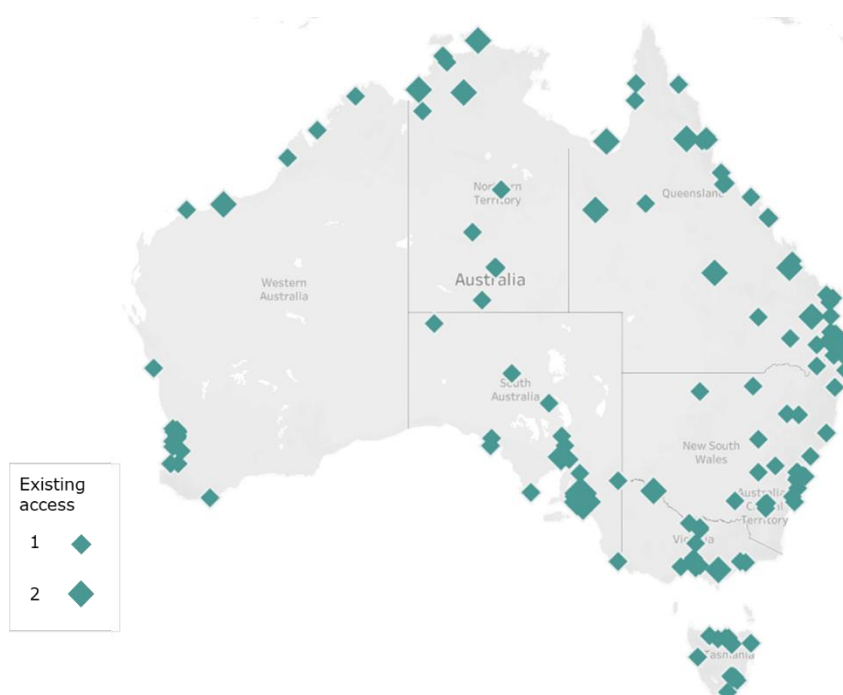 Northern
Territory
Queensland
Australia
Western
Australia
South
Australia
New South
Wales
Australian
Capital
Territory
Victoria
Tasmania
Existing
access
1
2